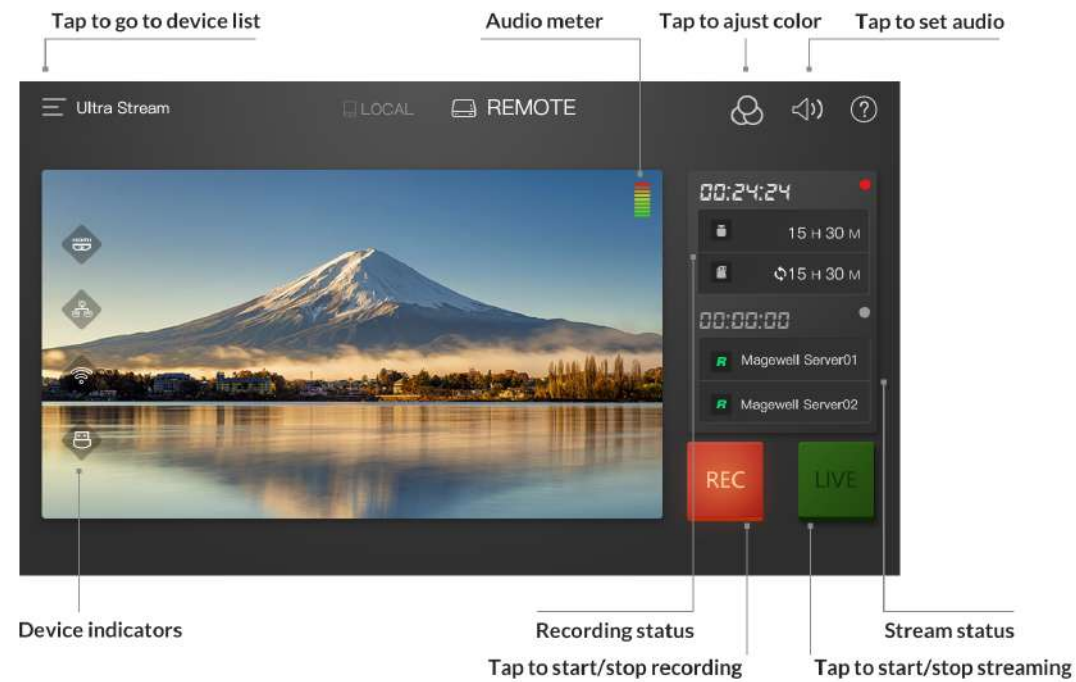 Tap to go to device list
Audio meter
Tap to ajust color
Tap to set audio
Ultra Stream
LOCAL
REMOTE
?
00:24:24
15 H 30 M
15 H 30 M
00:00:00
R Magewell Server01
R Magewell Server02
REC
LIVE
Device indicators
Recording status
Stream status
Tap to start/stop recording
Tap to start/stop streaming